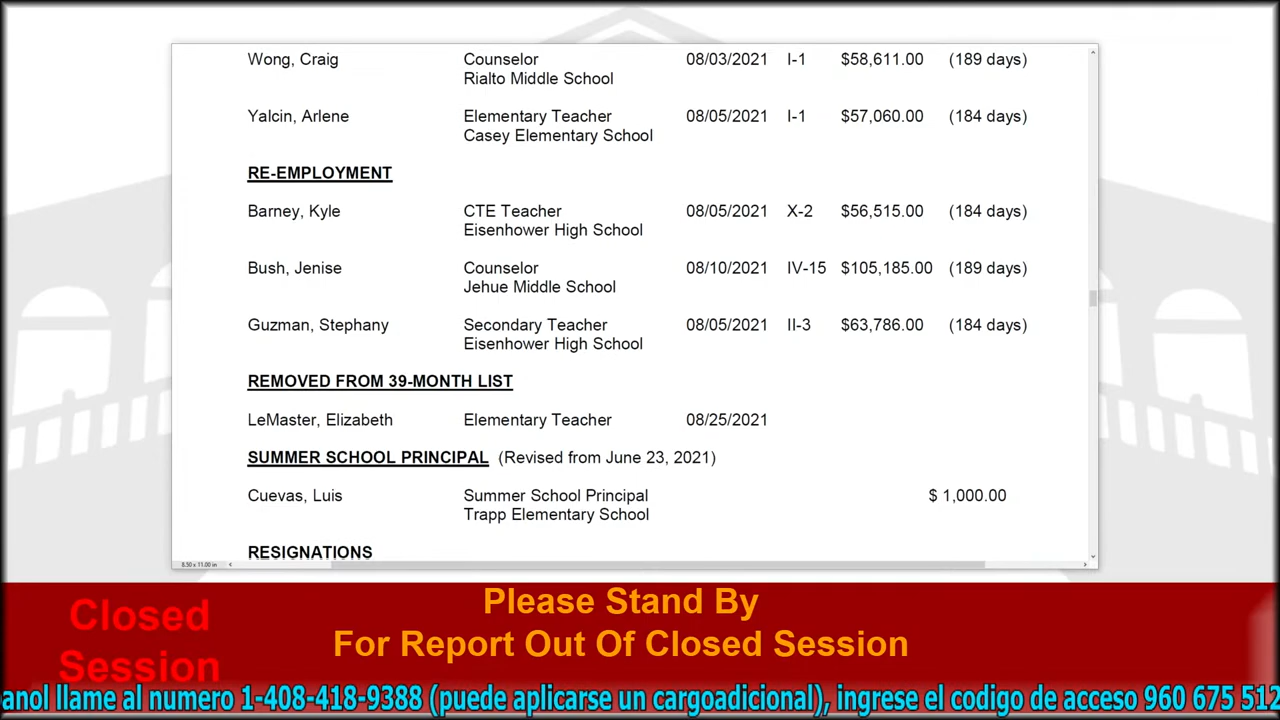 Wong, Craig Counselor 08/03/2021 I-1 $58,611.00 (189 days)
Rialto Middle School
Yalcin, Arlene Elementary Teacher 08/05/2021 I-1 $57,060.00 (184 days)
Casey Elementary School
RE-EMPLOYMENT
Barney, Kyle CTE Teacher 08/05/2021 X-2 $56,515.00 (184 days)
Eisenhower High School
Bush, Jenise Counselor 08/10/2021 IV-15 $105,185.00 (189 days)
Jehue Middle School
Guzman, Stephany Secondary Teacher 08/05/2021 II-3 $63,786.00 (184 days)
Eisenhower High School
REMOVED FROM 39-MONTH LIST
LeMaster, Elizabeth Elementary Teacher 08/25/2021
SUMMER SCHOOL PRINCIPAL (Revised from June 23, 2021)
Cuevas, Luis Summer School Principal $ 1,000.00
Trapp Elementary School
RESIGNATIONS
8.50 x 11.00 in
Closed
Session
Please Stand By
For Report Out Of Closed Session
panol llame al numero 1-408-418-9388 (puede aplicarse un cargoadicional), ingrese el codigo de acceso 960 675 512